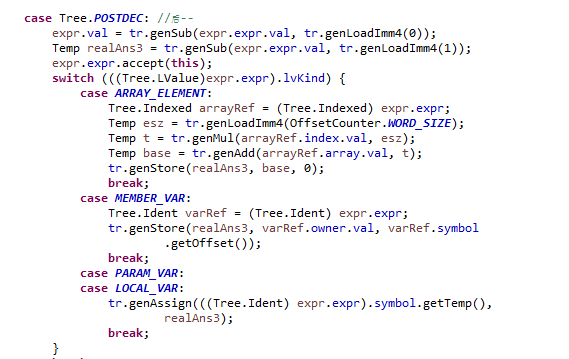 case Tree.POSTDEC: //后--
expr.val = tr.genSub(expr.expr.val, tr.genLoadImm4(0));
Temp realAns3 = tr.genSub(expr.expr.val, tr.genLoadImm4(1));
expr.expr.accept(this);
switch (((Tree.LValue)expr.expr).lvKind) {
case ARRAY_ELEMENT:
Tree.Indexed arrayRef = (Tree.Indexed) expr.expr;
Temp esz = tr.genLoadImm4(OffsetCounter.WORD_SIZE);
Temp t = tr.genMul(arrayRef.index.val, esz);
Temp base = tr.genAdd(arrayRef.array.val, t);
tr.genStore(realAns3, base, 0);
break;
case MEMBER_VAR:
Tree.Ident varRef = (Tree.Ident) expr.expr;
tr.genStore(realAns3, varRef.owner.val, varRef.symbol
.getOffset());
break;
case PARAM_VAR:
case LOCAL_VAR:
tr.genAssign(((Tree.Ident) expr.expr).symbol.getTemp(),
realAns3);
break;
}